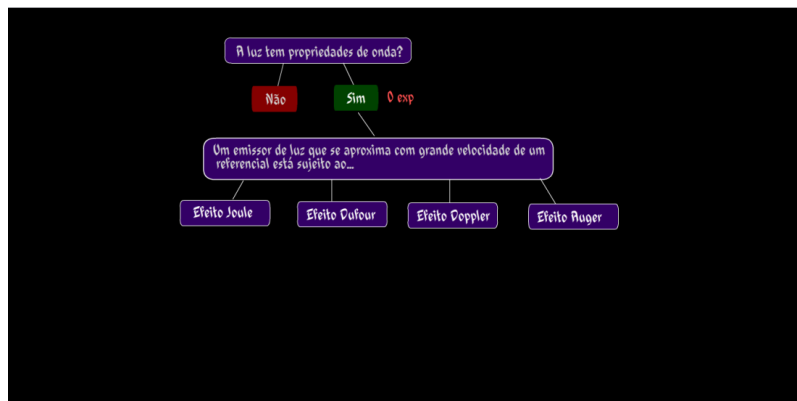 A luz tem propriedades de onda?
Não
Sim
0 exp
Um emissor de luz que se aproxima com grande velocidade de um
referencial está sujeito ao...
Efeito Joule
Efeito Dufour
Efeito Doppler
Efeito Auger